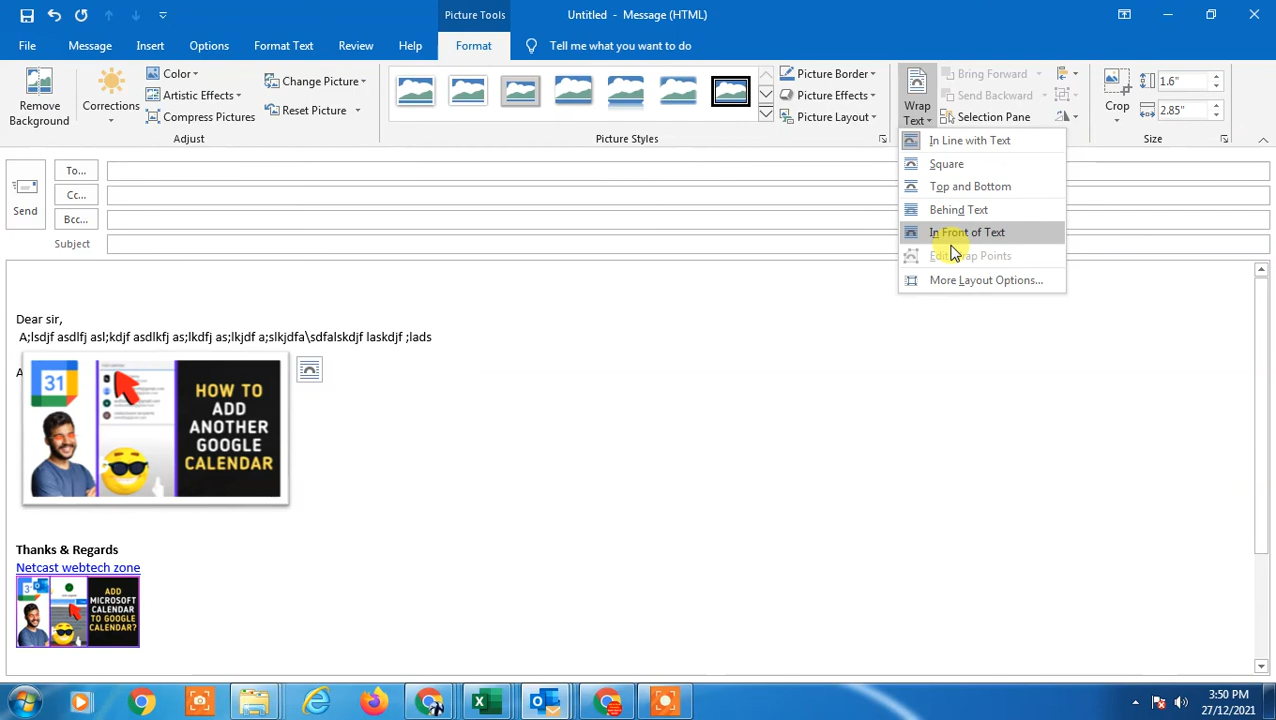 Picture Tools
Untitled - Message (HTML)
File
Message
Insert
Options
Format Text
Review
Help
Format
Tell me what you want to do
Remove Background
Corrections
Color
Artistic Effects
Compress Pictures
Change Picture
Reset Picture
Adjust
Picture Styles
Picture Border
Picture Effects
Picture Layout
Wrap Text
Bring Forward
Send Backward
Selection Pane
Crop
1.6"
2.85"
Size
In Line with Text
Square
Top and Bottom
Behind Text
In Front of Text
Edit Wrap Points
More Layout Options...
Send
To...
Cc...
Bcc...
Subject
Dear sir,
A;lsdjf asdlfj asl;kdjf asdlkfj as;lkdfj as;lkjdf a;slkjdfa\sdfalskdjf laskdjf ;lads
A
31
HOW TO
ADD
ANOTHER
GOOGLE
CALENDAR
Thanks & Regards
Netcast webtech zone
ADD
MICROSOFT
CALENDAR
TO GOOGLE
CALENDAR?
3:50 PM
27/12/2021